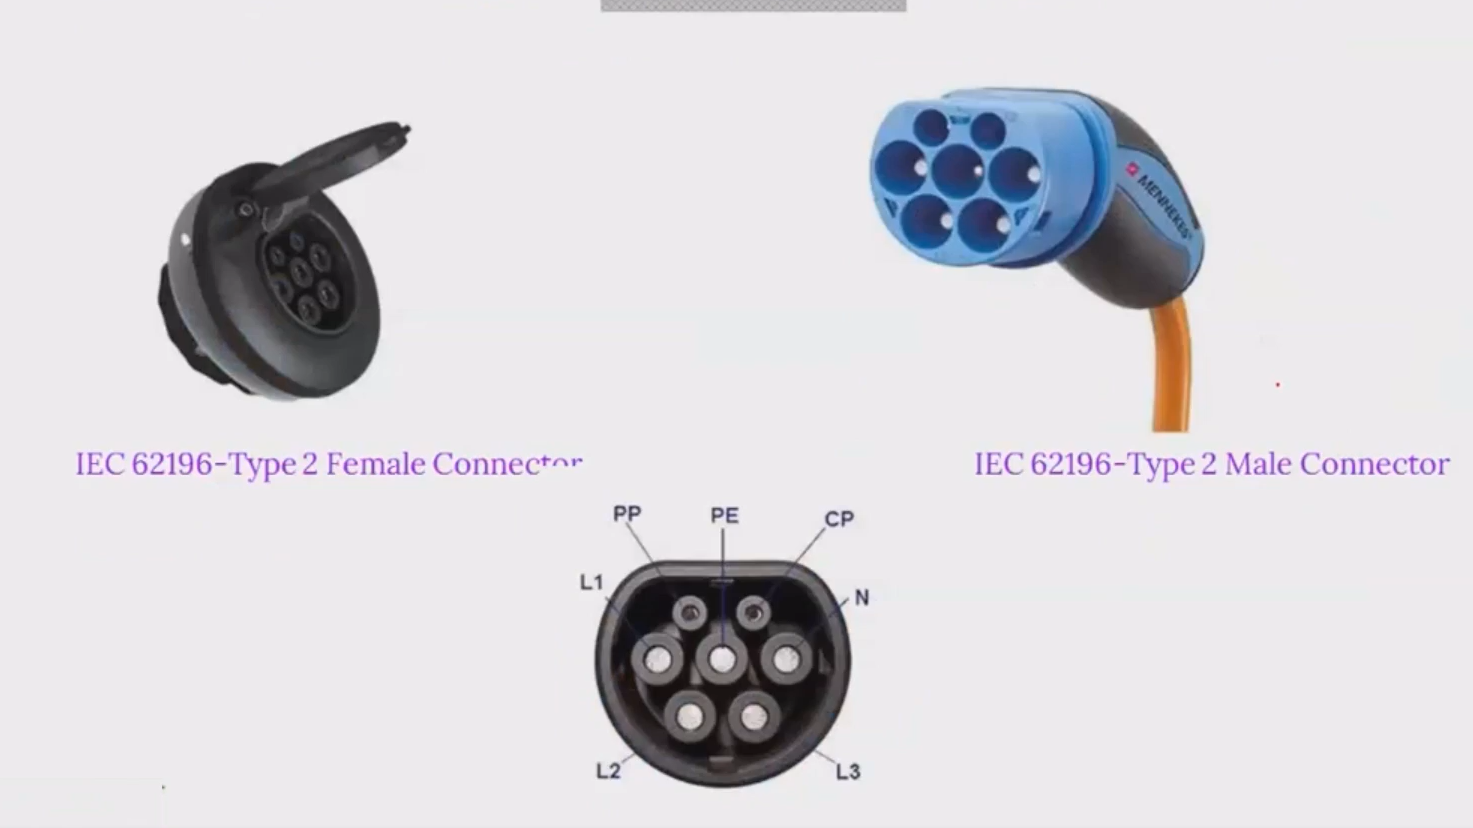 MENNEKES®
IEC 62196-Type 2 Female Connector
IEC 62196-Type 2 Male Connector
PP
PE
CP
L1
N
L2
L3